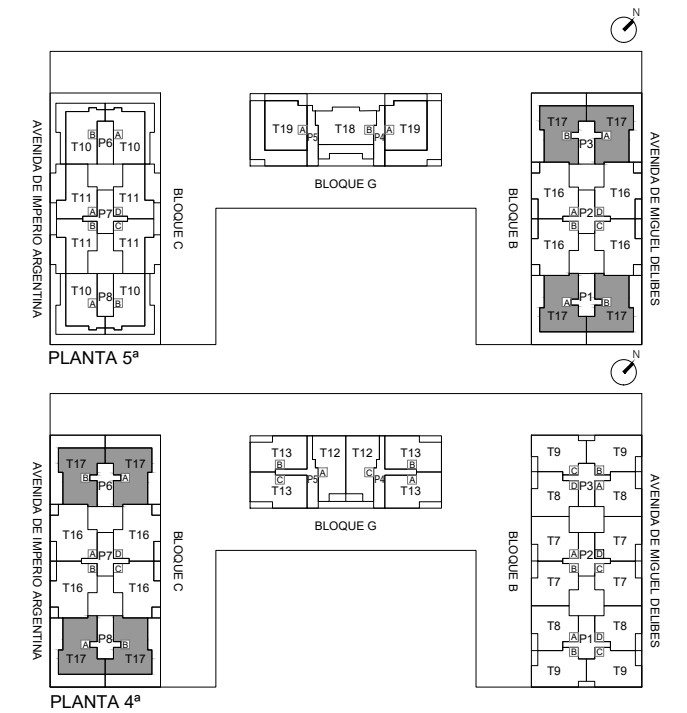 N
T19 A P5 T18 B P4 A T19
BLOQUE G
AVENIDA DE IMPERIO ARGENTINA
B P6 A
T10 T10
T11 T11
A P7 D
B C
T11 T11
T10 T10
A P8 B
BLOQUE C
BLOQUE B
T17 T17
B P3 A
T16 T16
A P2 D
B C
T16 T16
P1
A B
T17 T17
AVENIDA DE MIGUEL DELIBES
PLANTA 5ª
N
AVENIDA DE IMPERIO ARGENTINA
T17 T17
B P6 A
T16 T16
A P7 D
B C
T16 T16
P8
A B
T17 T17
BLOQUE C
T13 T12 T12 T13
B B
C P5 A C P4 A
T13 T13
BLOQUE G
BLOQUE B
T9 T9
C B
D P3 A
T8 T8
T7 T7
A P2 D
B C
T7 T7
T8 T8
A P1 D
B C
T9 T9
AVENIDA DE MIGUEL DELIBES
PLANTA 4ª